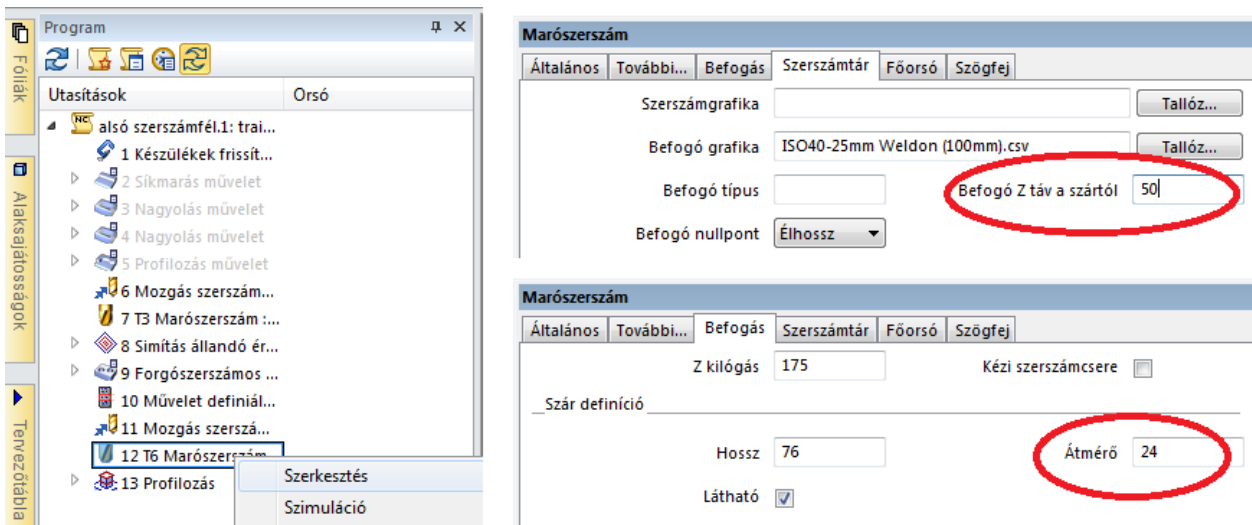 Program
Fóliák
Alaksajátosságok
Tervezőtábla
Utasítások Orsó
alsó szerszámfél.1: trai...
1 Készülékek frissít...
2 Síkmarás művelet
3 Nagyolás művelet
4 Nagyolás művelet
5 Profilozás művelet
6 Mozgás szerszám...
7 T3 Marószerszám :...
8 Simítás állandó ér...
9 Forgószerszámos ...
10 Művelet definiál...
11 Mozgás szerszá...
12 T6 Marószerszám
13 Profilozás
Szerkesztés
Szimuláció
Marószerszám
Általános További... Befogás Szerszámtár Főorsó Szögfej
Szerszámgrafika Tallóz...
Befogó grafika ISO40-25mm Weldon (100mm).csv Tallóz...
Befogó típus Befogó Z táv a szártól 50
Befogó nullpont Élhossz
Marószerszám
Általános További... Befogás Szerszámtár Főorsó Szögfej
Z kilógás 175 Kézi szerszámcsere
__Szár definíció
Hossz 76 Átmérő 24
Látható